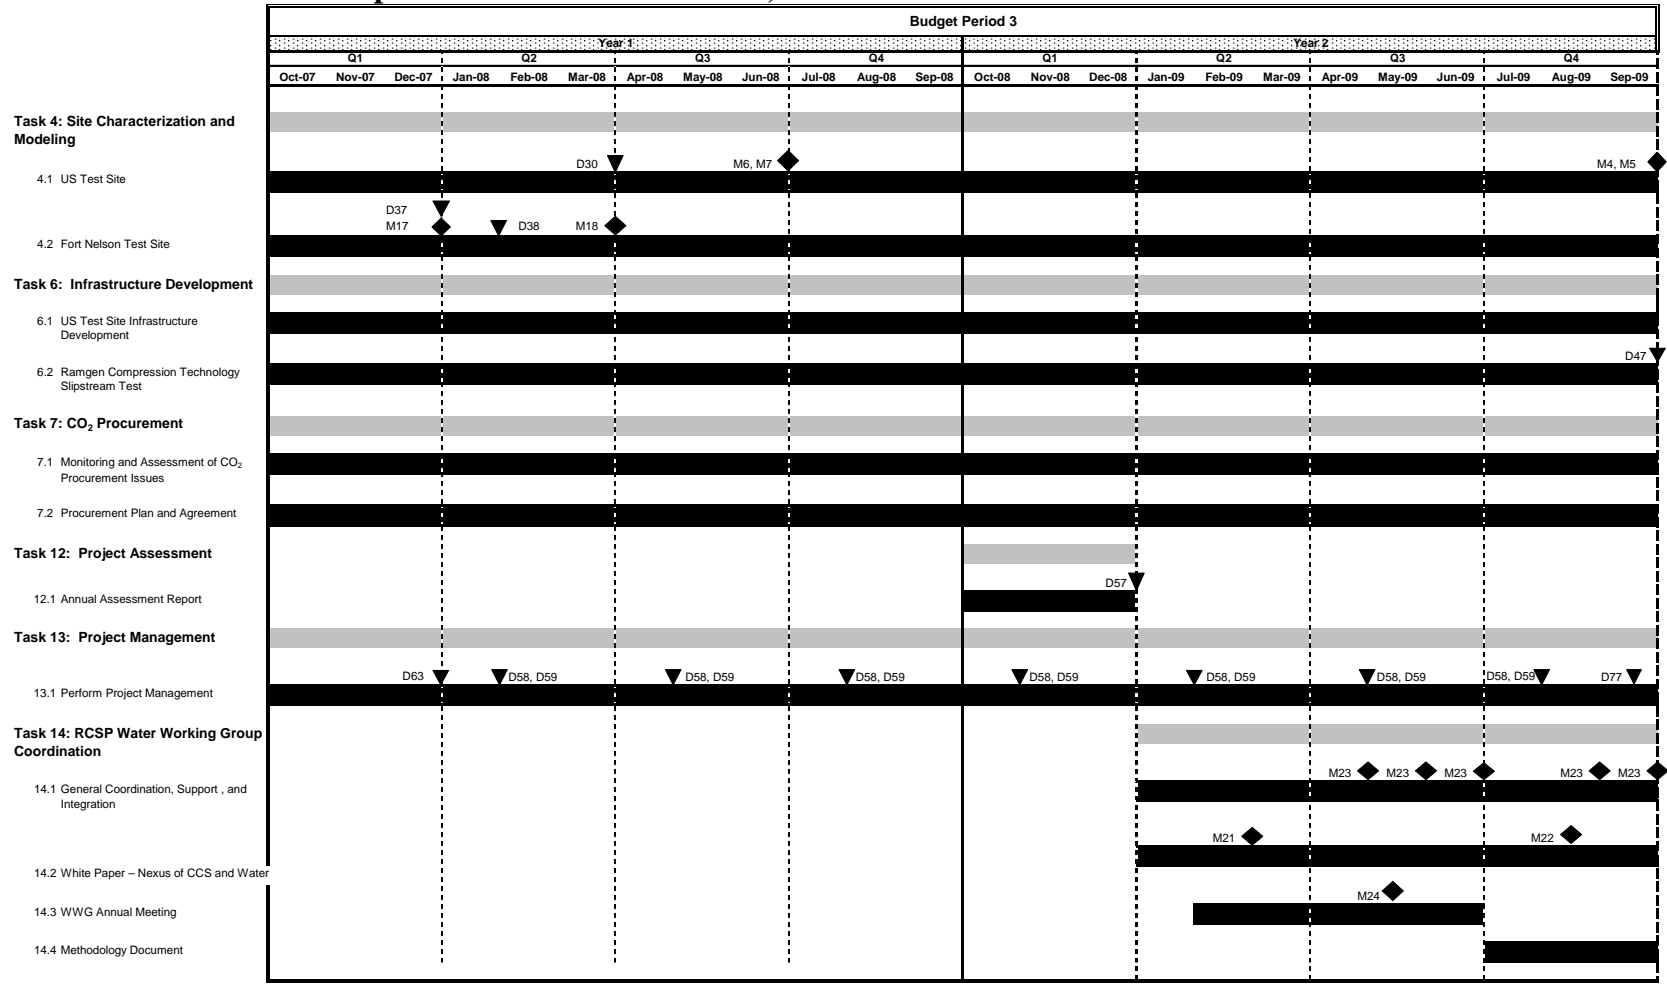 Budget Period 3
Year 1 Year 2
Q1 Q2 Q3 Q4 Q1 Q2 Q3 Q4
Oct-07 Nov-07 Dec-07 Jan-08 Feb-08 Mar-08 Apr-08 May-08 Jun-08 Jul-08 Aug-08 Sep-08 Oct-08 Nov-08 Dec-08 Jan-09 Feb-09 Mar-09 Apr-09 May-09 Jun-09 Jul-09 Aug-09 Sep-09
Task 4: Site Characterization and
Modeling
D30 M6, M7 M4, M5
4.1 US Test Site
D37
M17 D38 M18
4.2 Fort Nelson Test Site
Task 6: Infrastructure Development
6.1 US Test Site Infrastructure
Development
D47
6.2 Ramgen Compression Technology
Slipstream Test
Task 7: CO2 Procurement
7.1 Monitoring and Assessment of CO2
Procurement Issues
7.2 Procurement Plan and Agreement
Task 12: Project Assessment
D57
12.1 Annual Assessment Report
Task 13: Project Management
D63 D58, D59 D58, D59 D58, D59 D58, D59 D58, D59 D58, D59 D58, D59 D77
13.1 Perform Project Management
Task 14: RCSP Water Working Group
Coordination
M23 M23 M23 M23 M23
14.1 General Coordination, Support , and
Integration
M21 M22
14.2 White Paper – Nexus of CCS and Water
M24
14.3 WWG Annual Meeting
14.4 Methodology Document